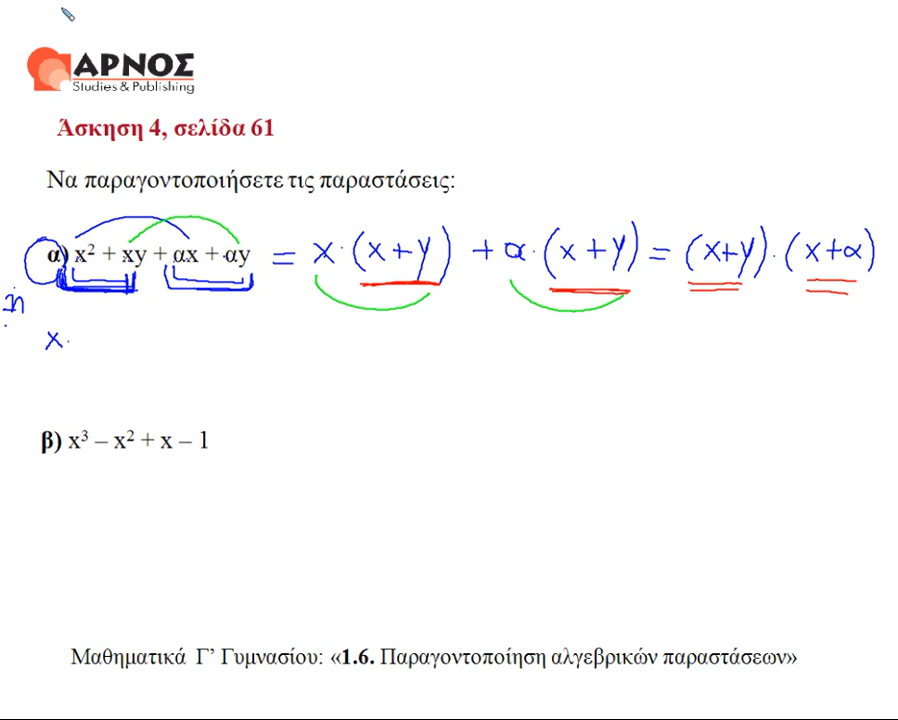 ΑΡΝΟΣ
Studies & Publishing
Άσκηση 4, σελίδα 61
Να παραγοντοποιήσετε τις παραστάσεις:
α) x² + xy + αx + αy = x·(x+y) + α·(x+y) = (x+y)·(x+α)
ή
x·
β) x³ – x² + x – 1
Μαθηματικά Γ’ Γυμνασίου: «1.6. Παραγοντοποίηση αλγεβρικών παραστάσεων»